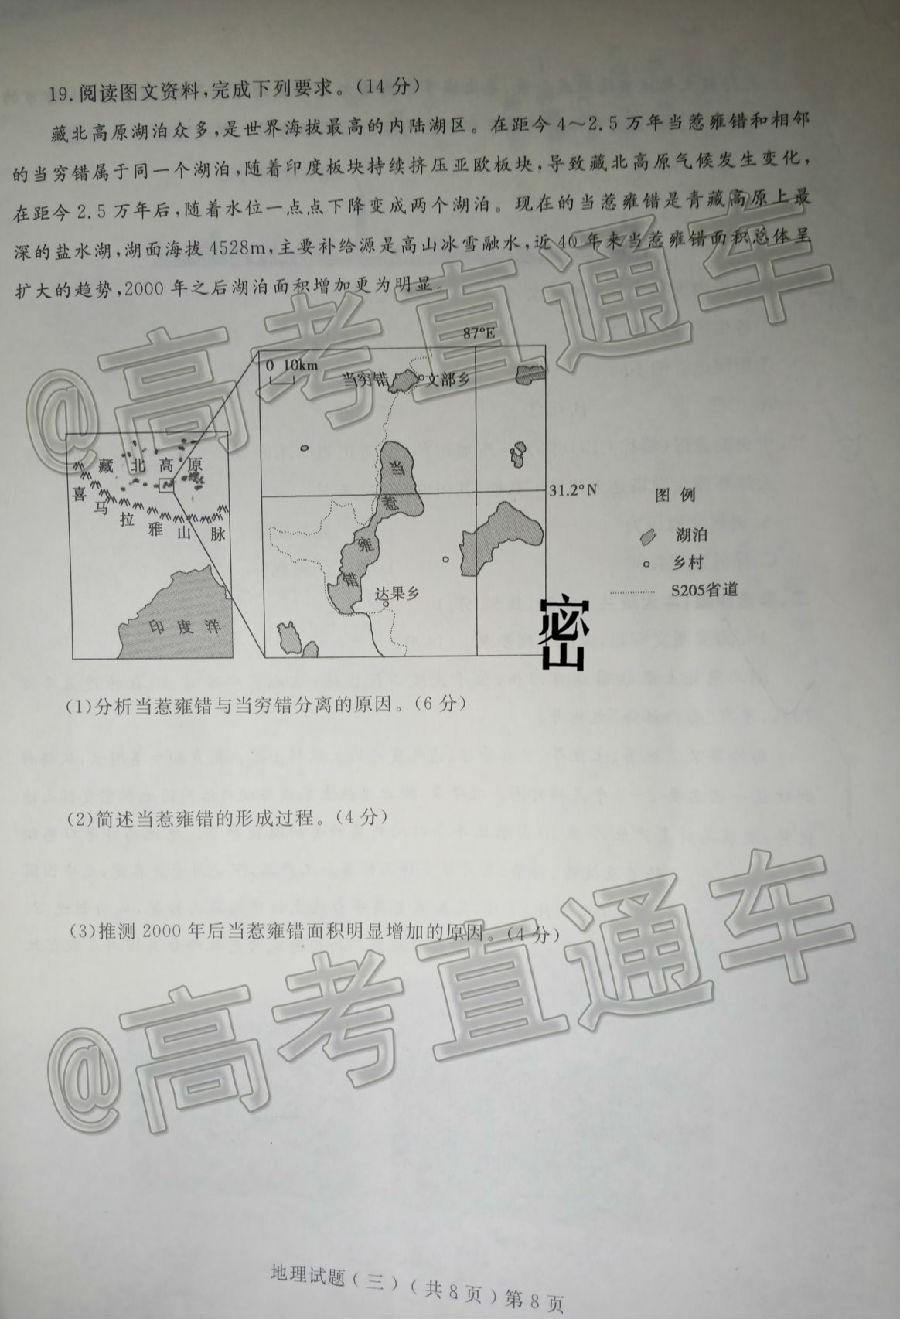 19.阅读图文资料,完成下列要求。(14分)
藏北高原湖泊众多,是世界海拔最高的内陆湖区。在距今4～2.5万年当惹雍错和相邻
的当穷错属于同一个湖泊,随着印度板块持续挤压亚欧板块,导致藏北高原气候发生变化,
在距今2.5万年后,随着水位一点点下降变成两个湖泊。现在的当惹雍错是青藏高原上最
深的盐水湖,湖面海拔4528m,主要补给源是高山冰雪融水,近40年来当惹雍错面积总体呈
扩大的趋势,2000年之后湖泊面积增加更为明显
87°E
0 10km
当穷错
文部乡
藏北高原
喜马拉雅山脉
印度洋
当惹雍错
31.2°N
达果乡
图例
湖泊
乡村
S205省道
密
(1)分析当惹雍错与当穷错分离的原因。(6分)
(2)简述当惹雍错的形成过程。(4分)
(3)推测2000年后当惹雍错面积明显增加的原因。(4分)
地理试题(三)(共8页)第8页
@高考直通车
@高考直通车